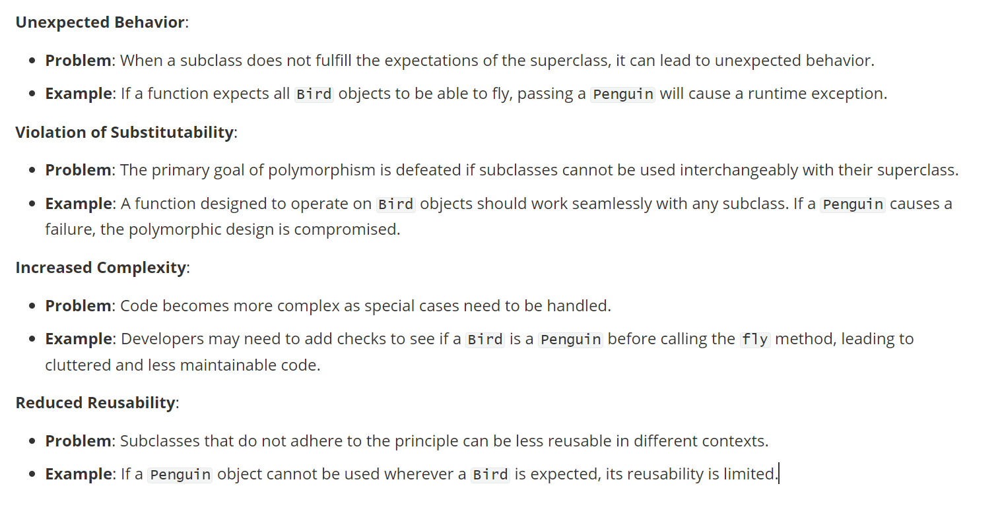 Unexpected Behavior:
Problem: When a subclass does not fulfill the expectations of the superclass, it can lead to unexpected behavior.
Example: If a function expects all Bird objects to be able to fly, passing a Penguin will cause a runtime exception.
Violation of Substitutability:
Problem: The primary goal of polymorphism is defeated if subclasses cannot be used interchangeably with their superclass.
Example: A function designed to operate on Bird objects should work seamlessly with any subclass. If a Penguin causes a
failure, the polymorphic design is compromised.
Increased Complexity:
Problem: Code becomes more complex as special cases need to be handled.
Example: Developers may need to add checks to see if a Bird is a Penguin before calling the fly method, leading to
cluttered and less maintainable code.
Reduced Reusability:
Problem: Subclasses that do not adhere to the principle can be less reusable in different contexts.
Example: If a Penguin object cannot be used wherever a Bird is expected, its reusability is limited.